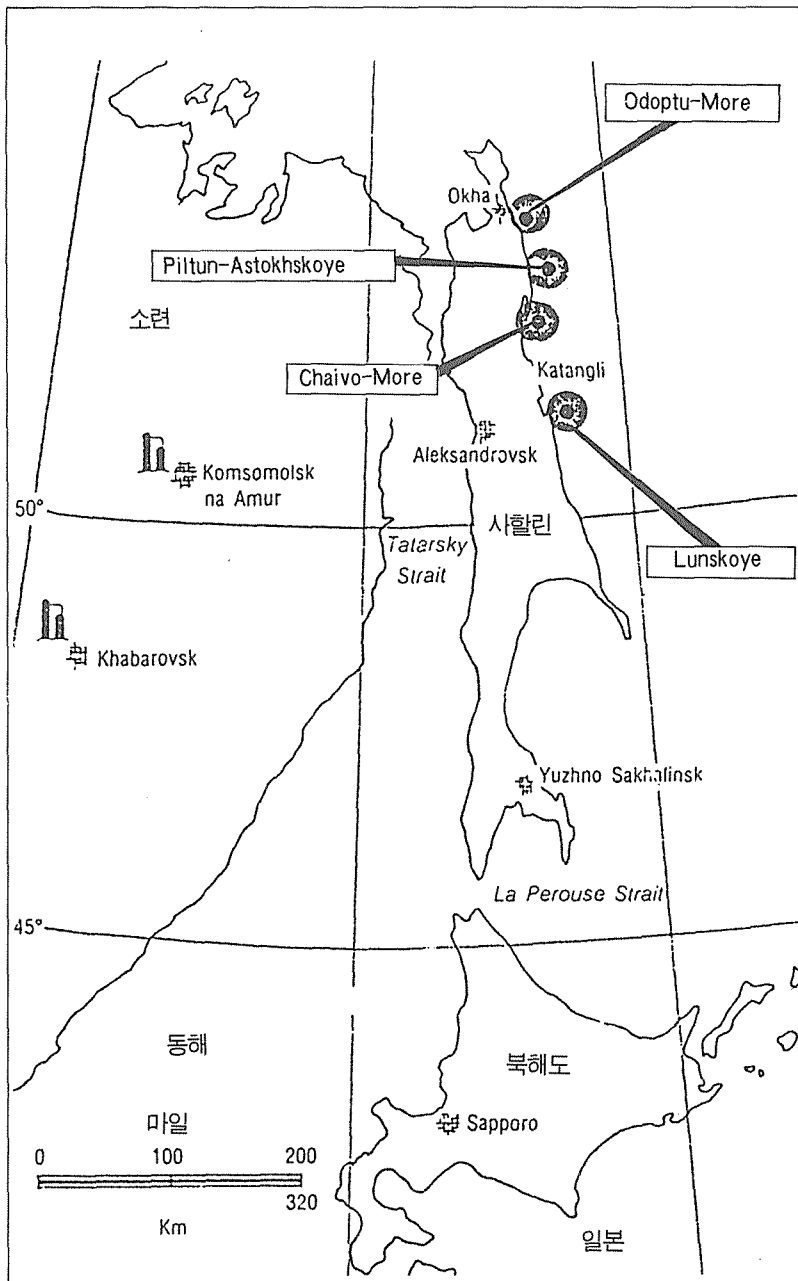 Odoptu-More
Okha
Piltun-Astokhskoye
소련
Chaivo-More
Katangli
Aleksandrovsk
Komsomolsk
na Amur
50°
사할린
Tatarsky
Strait
Lunskoye
Khabarovsk
Yuzhno Sakhalinsk
La Perouse Strait
45°
동해
북해도
마일
Sapporo
0 100 200
320
Km
일본